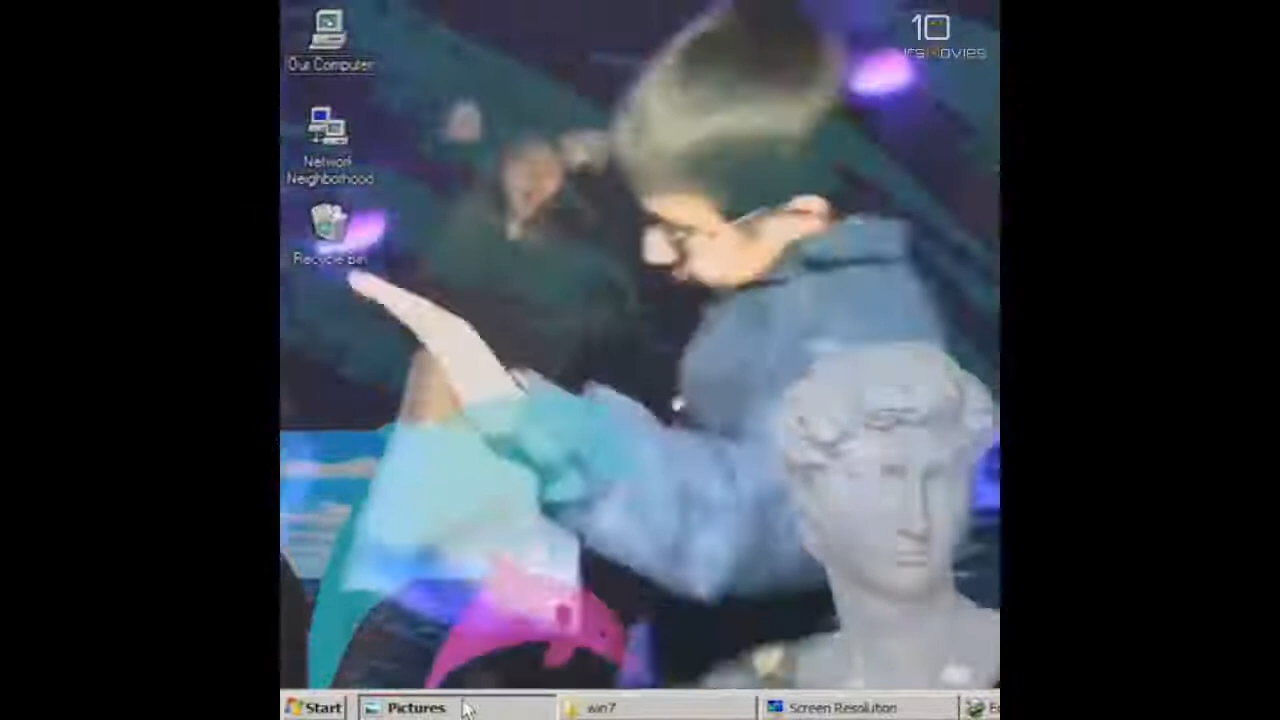 10
Our Computer
Network
Neighborhood
Recycle Bin
Start
Pictures
win7
Screen Resolution